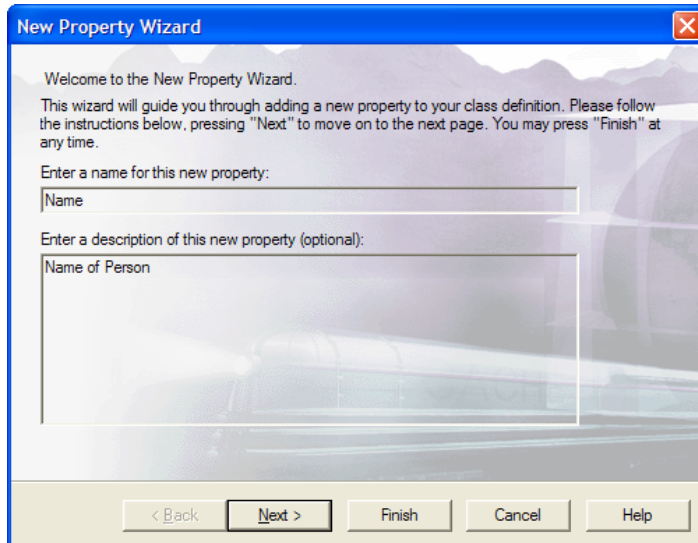 New Property Wizard
Welcome to the New Property Wizard.
This wizard will guide you through adding a new property to your class definition. Please follow
the instructions below, pressing "Next" to move on to the next page. You may press "Finish" at
any time.
Enter a name for this new property:
Name
Enter a description of this new property (optional):
Name of Person
< Back
Next >
Finish
Cancel
Help